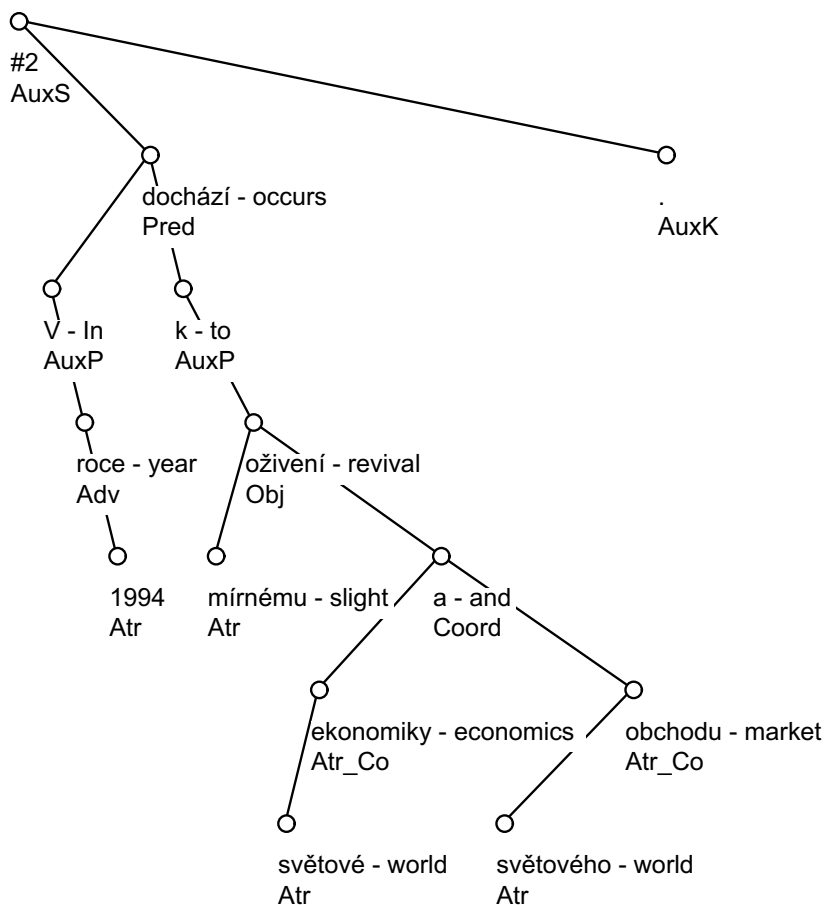 #2
AuxS
dochází - occurs
Pred
.
AuxK
V - In
AuxP
k - to
AuxP
roce - year
Adv
oživení - revival
Obj
1994
Atr
mírnému - slight
Atr
a - and
Coord
ekonomiky - economics
Atr_Co
obchodu - market
Atr_Co
světové - world
Atr
světového - world
Atr